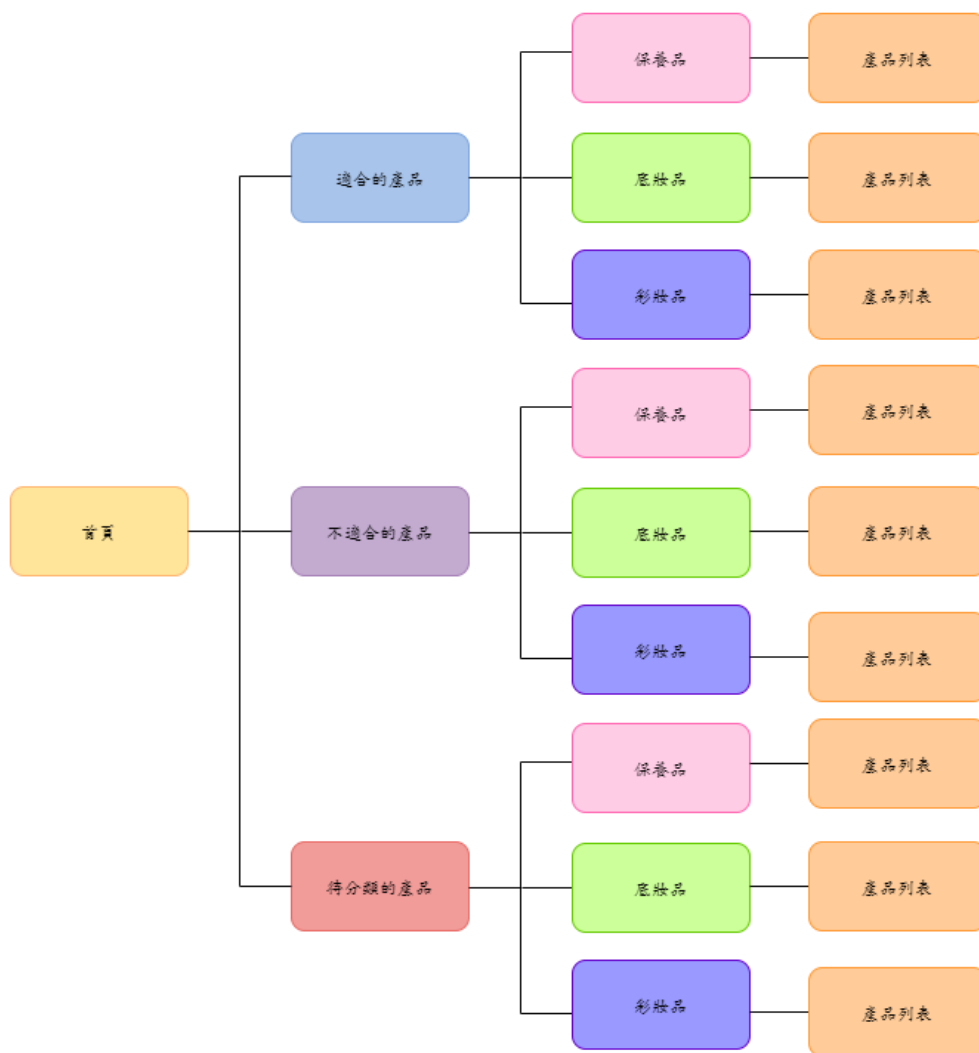 首頁
適合的產品
保養品
產品列表
底妝品
產品列表
彩妝品
產品列表
不適合的產品
保養品
產品列表
底妝品
產品列表
彩妝品
產品列表
待分類的產品
保養品
產品列表
底妝品
產品列表
彩妝品
產品列表